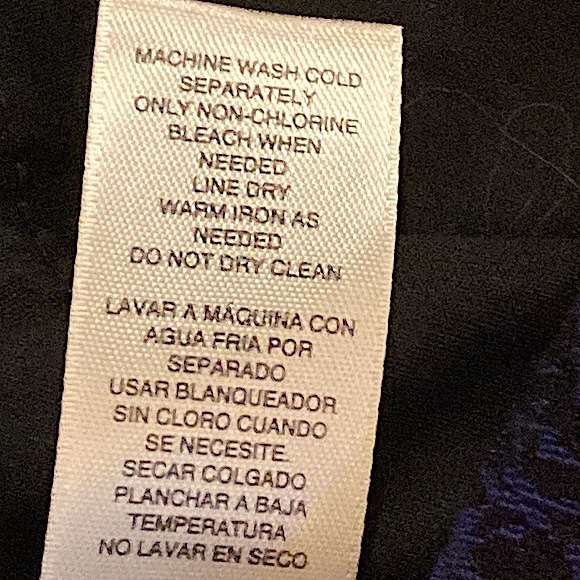 MACHINE WASH COLD
SEPARATELY
ONLY NON-CHLORINE
BLEACH WHEN
NEEDED
LINE DRY
WARM IRON AS
NEEDED
DO NOT DRY CLEAN
LAVAR A MÁQUINA CON
AGUA FRIA POR
SEPARADO
USAR BLANQUEADOR
SIN CLORO CUANDO
SE NECESITE.
SECAR COLGADO
PLANCHAR A BAJA
TEMPERATURA
NO LAVAR EN SECO